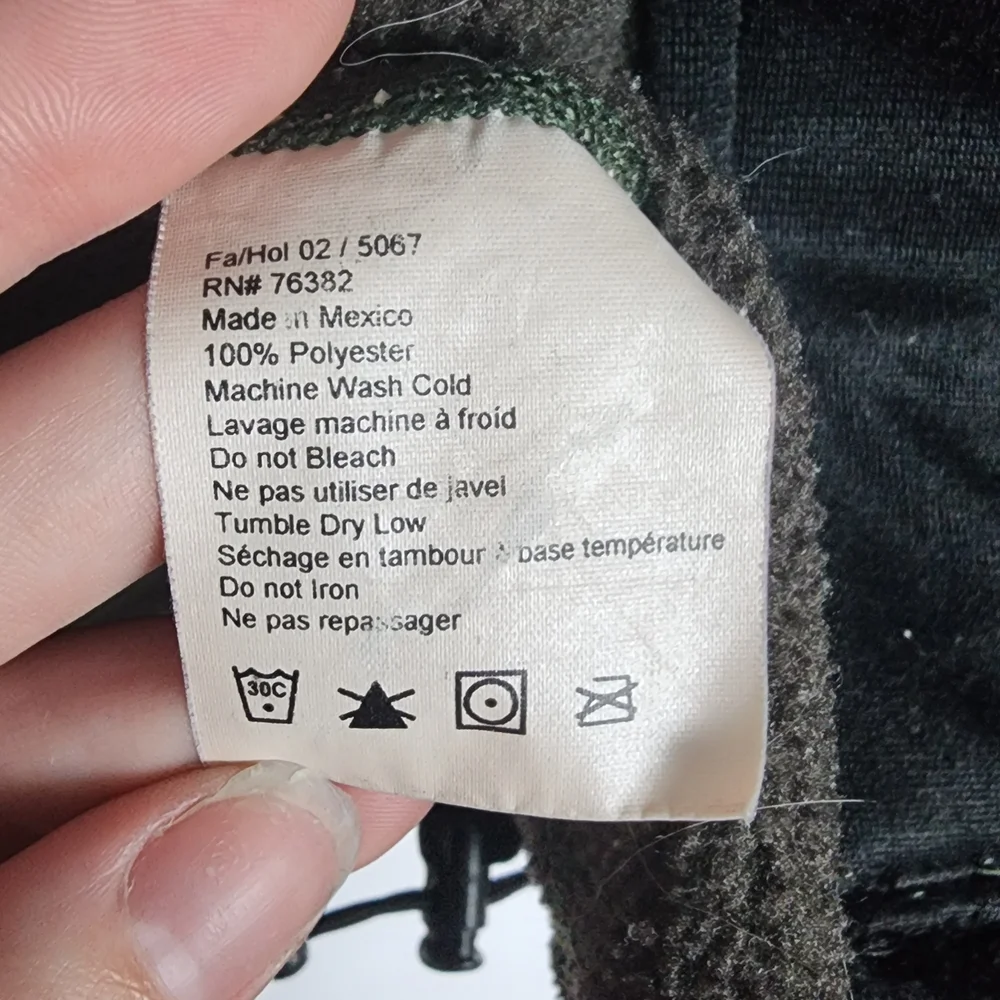 Fa/Hol 02 / 5067
RN# 76382
Made in Mexico
100% Polyester
Machine Wash Cold
Lavage machine à froid
Do not Bleach
Ne pas utiliser de javel
Tumble Dry Low
Séchage en tambour à base température
Do not Iron
Ne pas repassager
30C